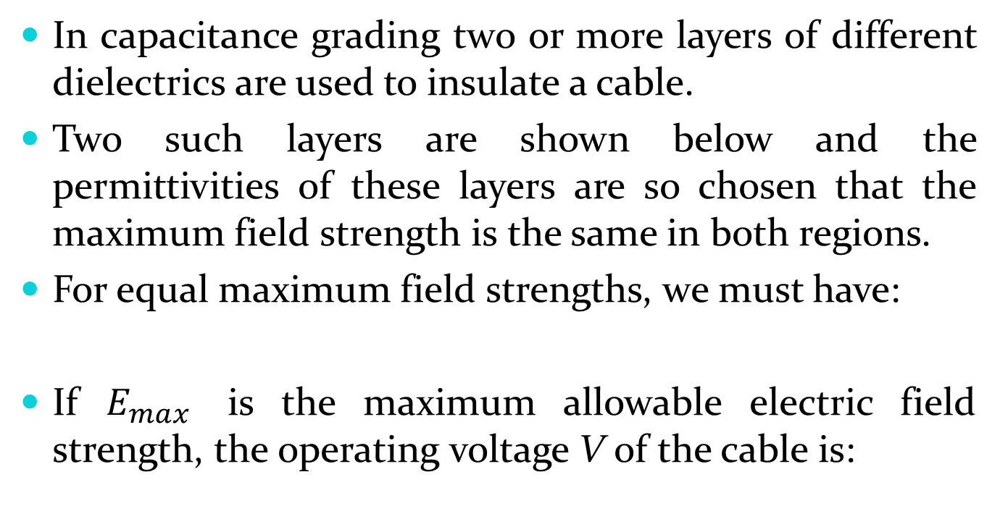 • In capacitance grading two or more layers of different
dielectrics are used to insulate a cable.
• Two such layers are shown below and the
permittivities of these layers are so chosen that the
maximum field strength is the same in both regions.
• For equal maximum field strengths, we must have:
• If E_{max} is the maximum allowable electric field
strength, the operating voltage V of the cable is: